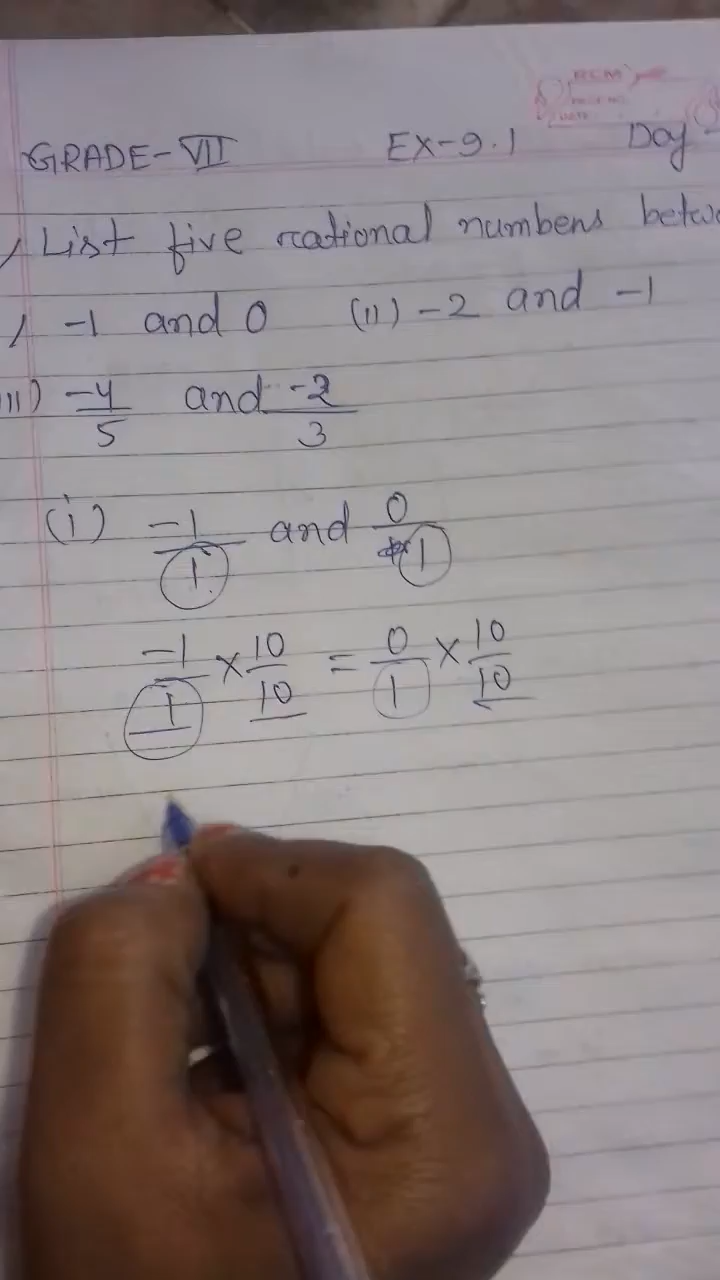 GRADE-VII Ex-9.1 Day
List five rational numbers betw
-1 and 0 (ii) -2 and -1
iii) -4/5 and -2/3
(i) -1/1 and 0/1
-1/1 × 10/10 = 0/1 × 10/10